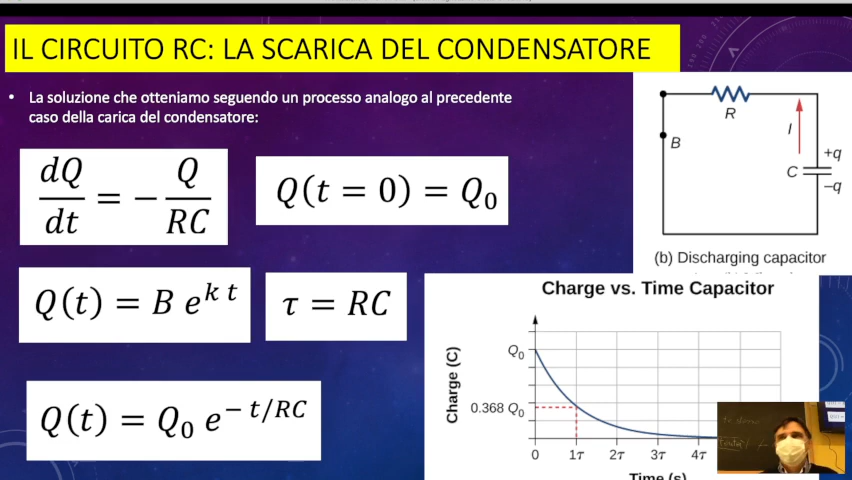 IL CIRCUITO RC: LA SCARICA DEL CONDENSATORE
• La soluzione che otteniamo seguendo un processo analogo al precedente
caso della carica del condensatore:
dQ/dt = − Q/RC
Q(t = 0) = Q₀
Q(t) = B e^{k t}
τ = RC
Q(t) = Q₀ e^{− t/RC}
R
I
B
+q
C
−q
(b) Discharging capacitor
Charge vs. Time Capacitor
Charge (C)
Q₀
0.368 Q₀
0 1τ 2τ 3τ 4τ
Time (s)